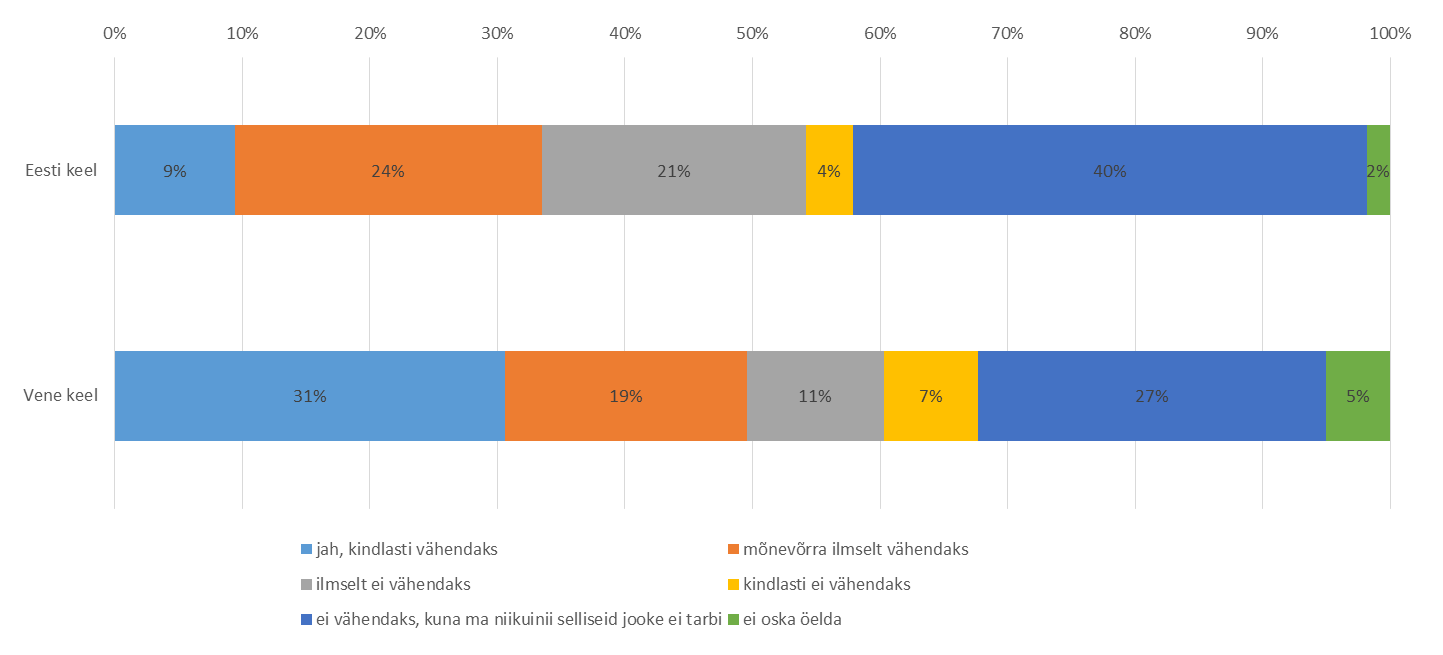 0% 10% 20% 30% 40% 50% 60% 70% 80% 90% 100%
Eesti keel 9% 24% 21% 4% 40% 2%
Vene keel 31% 19% 11% 7% 27% 5%
jah, kindlasti vähendaks mõnevõrra ilmselt vähendaks
ilmselt ei vähendaks kindlasti ei vähendaks
ei vähendaks, kuna ma niikuinii selliseid jooke ei tarbi ei oska öelda